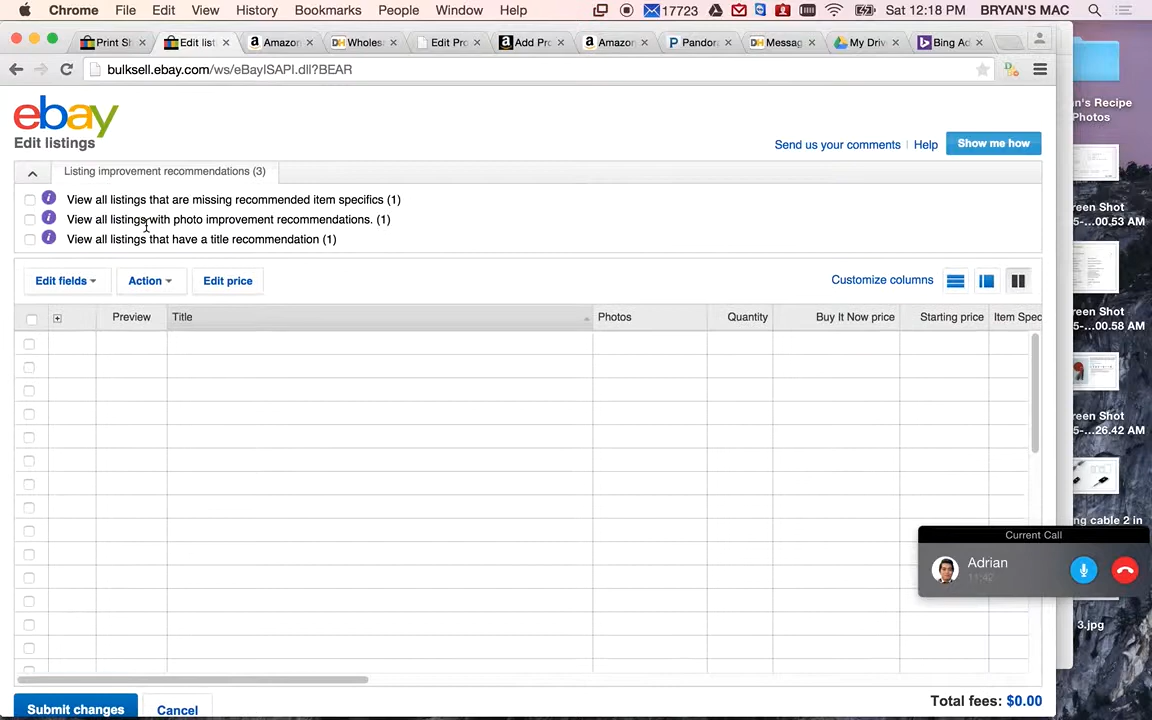 Chrome File Edit View History Bookmarks People Window Help 17723 Sat 12:18 PM BRYAN'S MAC
Print S Edit list Amazon Wholes Edit Pro Add Pro Amazon Pandor Messag My Driv Bing Ad
bulksell.ebay.com/ws/eBayISAPI.dll?BEAR
ebay
Edit listings
Send us your comments Help Show me how
Listing improvement recommendations (3)
View all listings that are missing recommended item specifics (1)
View all listings with photo improvement recommendations. (1)
View all listings that have a title recommendation (1)
Edit fields Action Edit price Customize columns
Preview Title Photos Quantity Buy It Now price Starting price Item Spec
Submit changes Cancel Total fees: $0.00
Current Call
Adrian
11:42
n's Recipe
Photos
reen Shot
5-...00.53 AM
reen Shot
5-...00.58 AM
reen Shot
5-...26.42 AM
ng cable 2 in
3.jpg